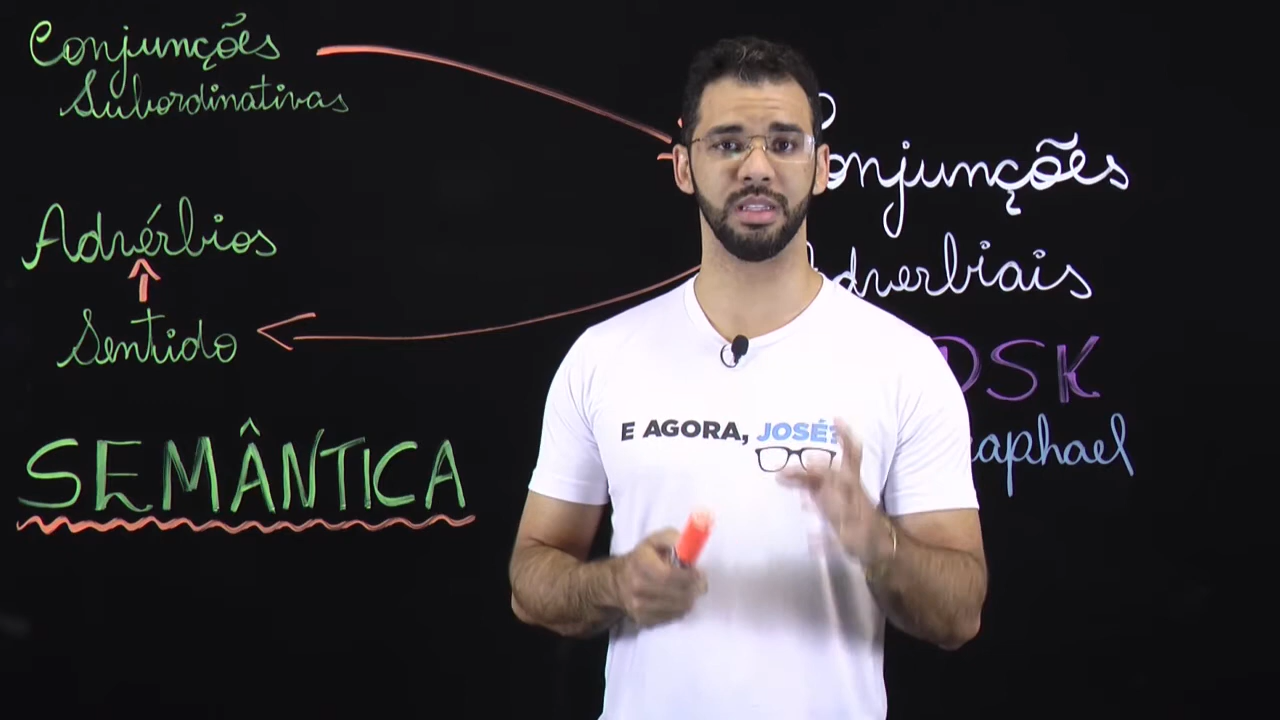 Conjunções
Subordinativas
Advérbios
Sentido
SEMÂNTICA
onjunções
dverbiais
DSK
aphael
E AGORA, JOSÉ?